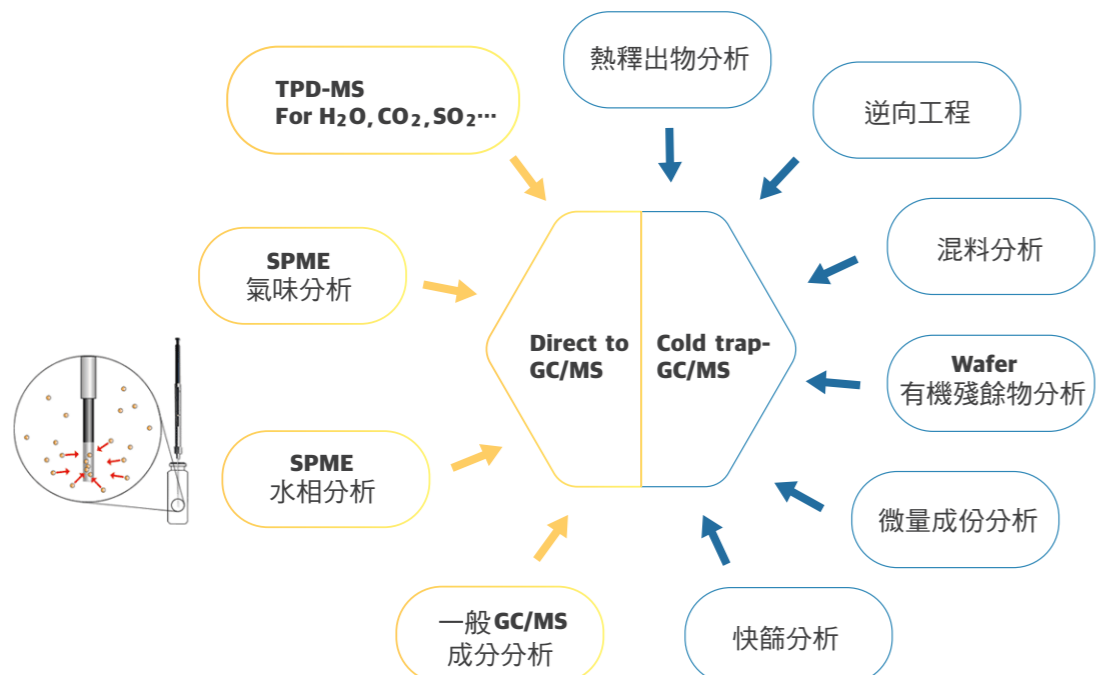 熱釋出物分析
TPD-MS
For H₂O, CO₂, SO₂…
逆向工程
SPME
氣味分析
混料分析
Direct to
GC/MS
Cold trap-
GC/MS
Wafer
有機殘餘物分析
SPME
水相分析
微量成份分析
一般GC/MS
成分分析
快篩分析